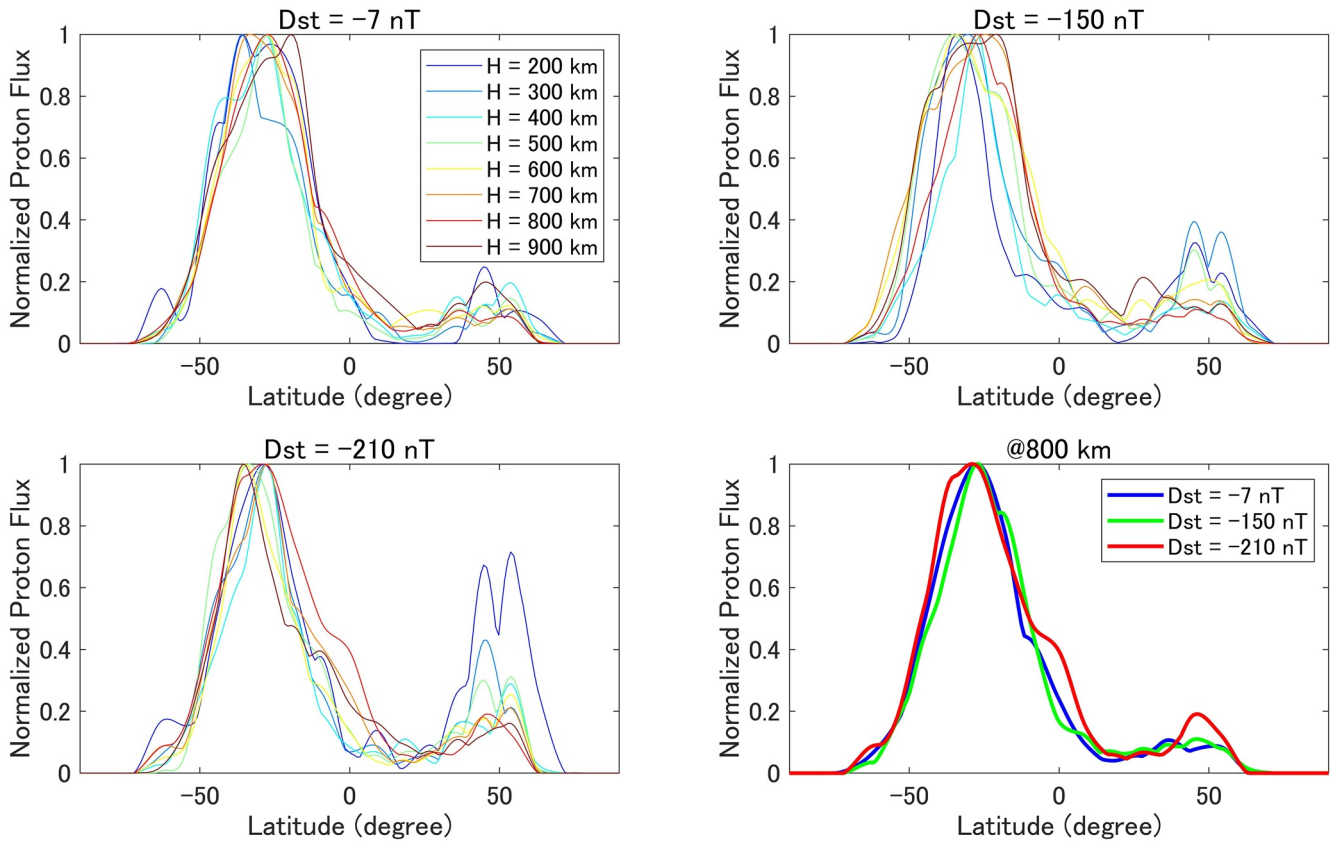 Dst = −7 nT
Normalized Proton Flux
1
0.8
0.6
0.4
0.2
0
−50
0
50
Latitude (degree)
H = 200 km
H = 300 km
H = 400 km
H = 500 km
H = 600 km
H = 700 km
H = 800 km
H = 900 km
Dst = −150 nT
Normalized Proton Flux
1
0.8
0.6
0.4
0.2
0
−50
0
50
Latitude (degree)
Dst = −210 nT
Normalized Proton Flux
1
0.8
0.6
0.4
0.2
0
−50
0
50
Latitude (degree)
@800 km
Normalized Proton Flux
1
0.8
0.6
0.4
0.2
0
−50
0
50
Latitude (degree)
Dst = −7 nT
Dst = −150 nT
Dst = −210 nT